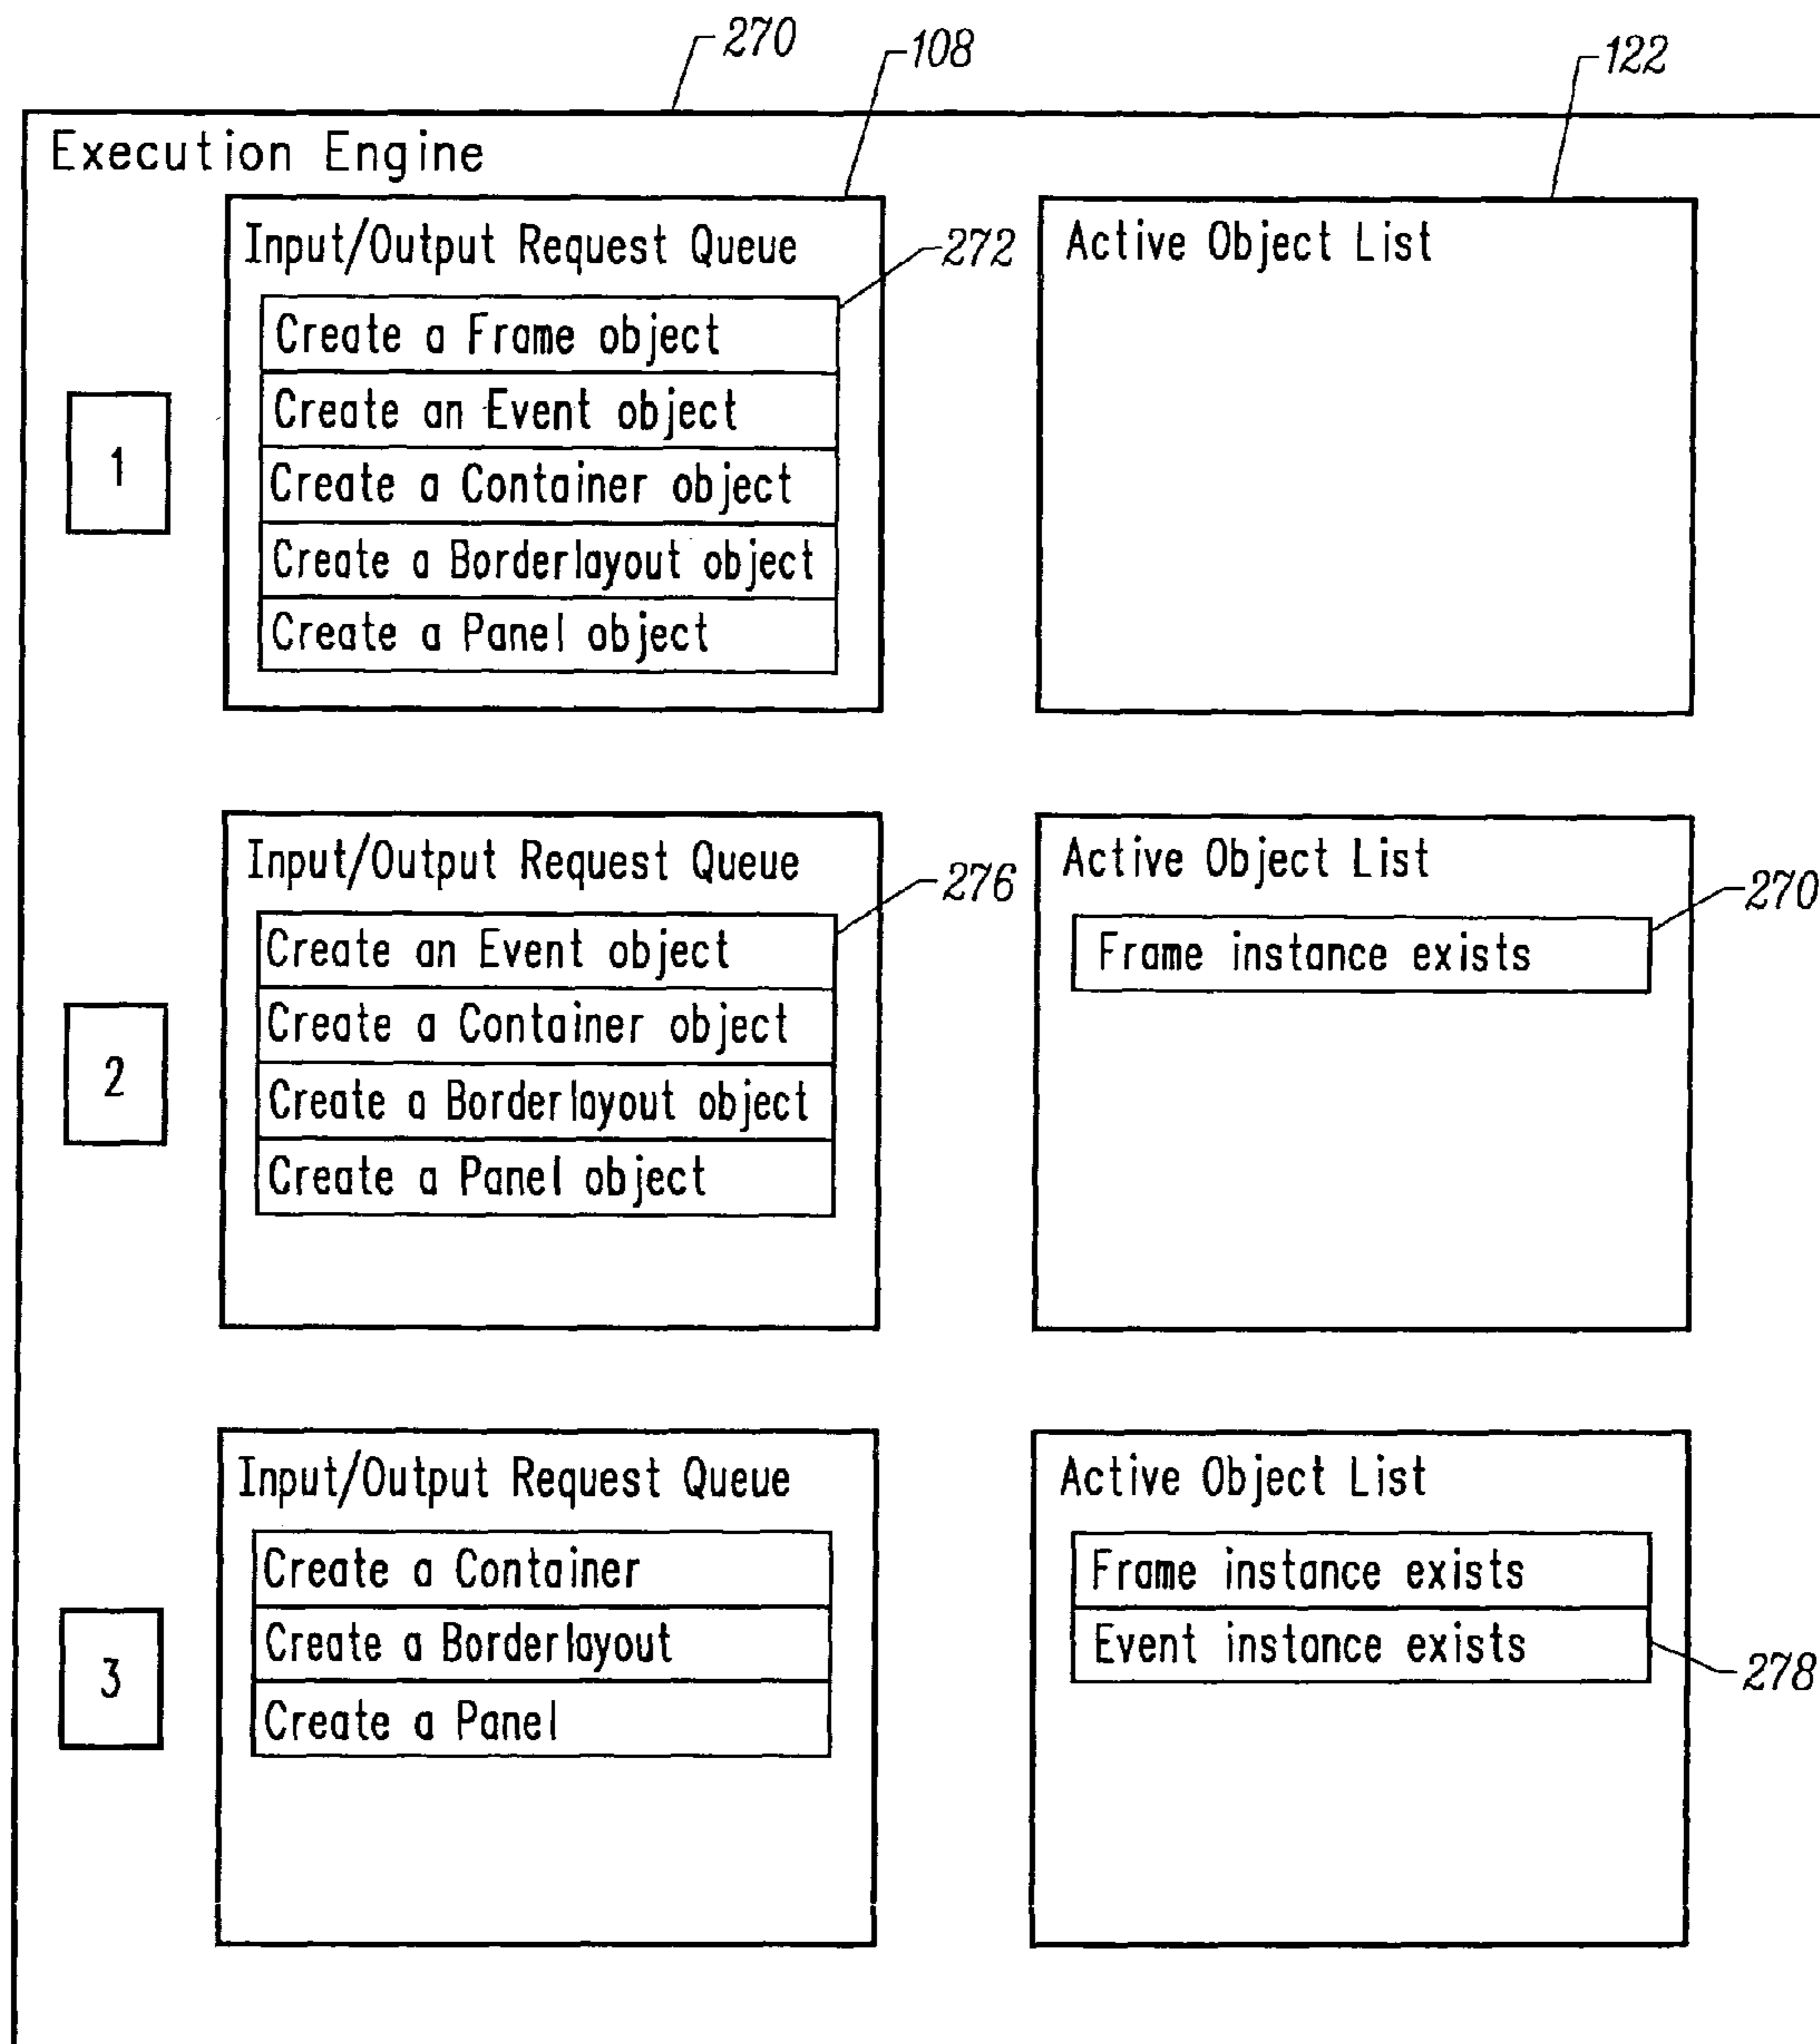 270
108
122
Execution Engine
Input/Output Request Queue
272
Create a Frame object
Create an Event object
Create a Container object
Create a Borderlayout object
Create a Panel object
Active Object List
1
Input/Output Request Queue
276
Create an Event object
Create a Container object
Create a Borderlayout object
Create a Panel object
Active Object List
270
Frame instance exists
2
Input/Output Request Queue
Create a Container
Create a Borderlayout
Create a Panel
Active Object List
Frame instance exists
Event instance exists
278
3